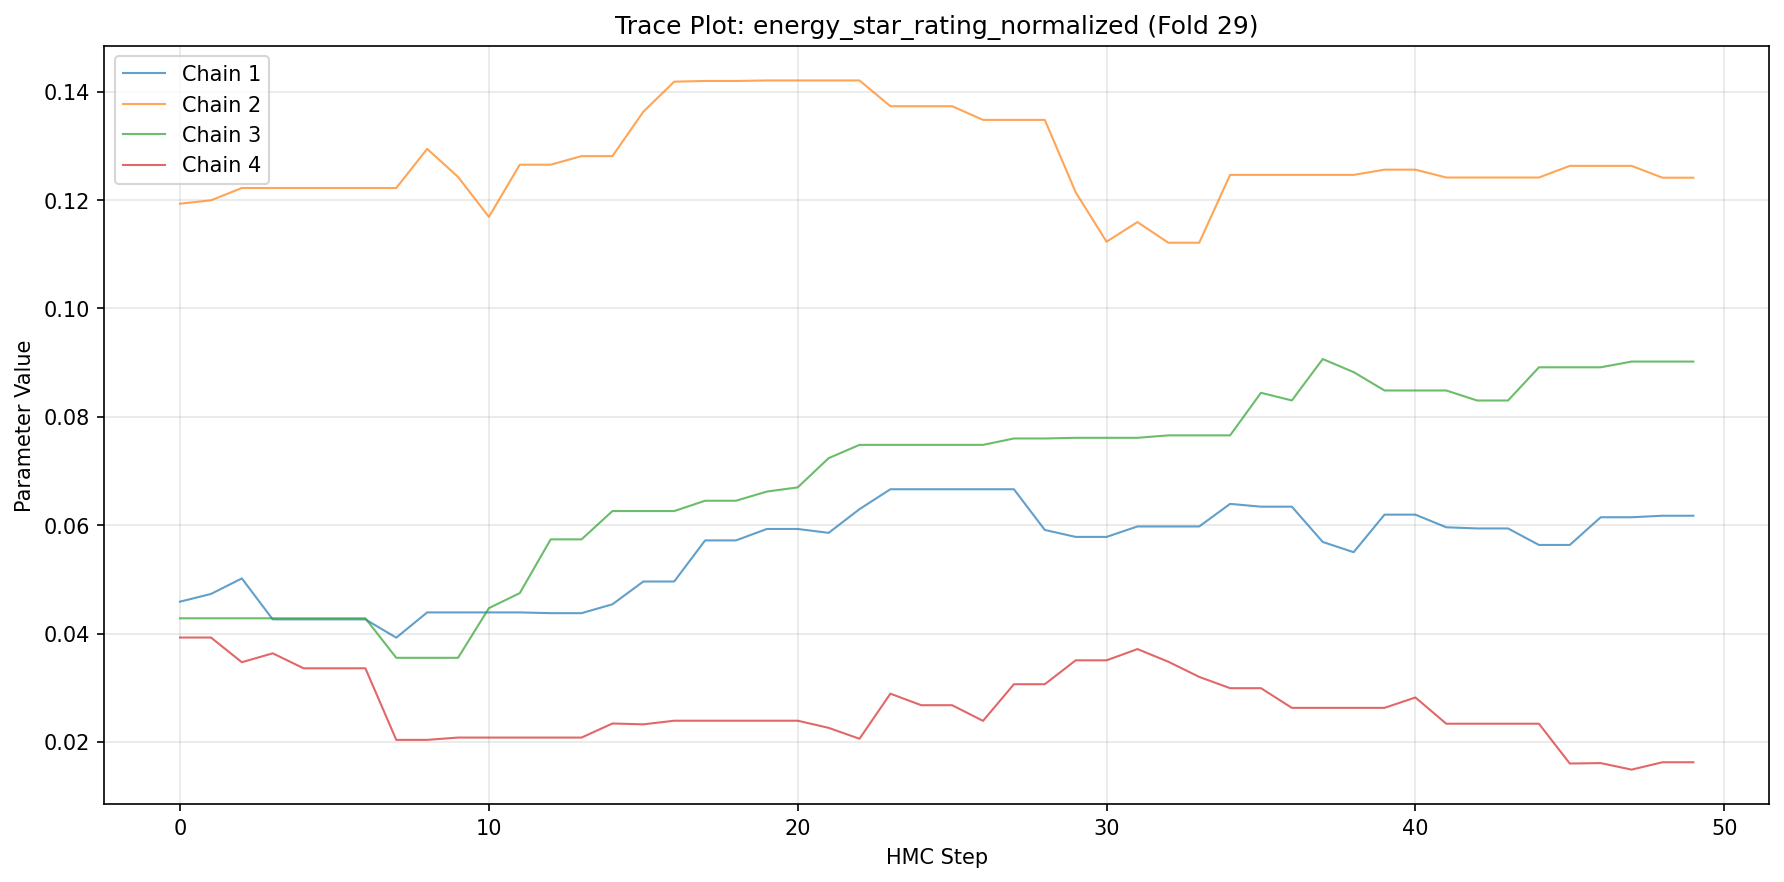 Trace Plot: energy_star_rating_normalized (Fold 29)
Chain 1
Chain 2
Chain 3
Chain 4
0.14
0.12
0.10
0.08
0.06
0.04
0.02
Parameter Value
0 10 20 30 40 50
HMC Step